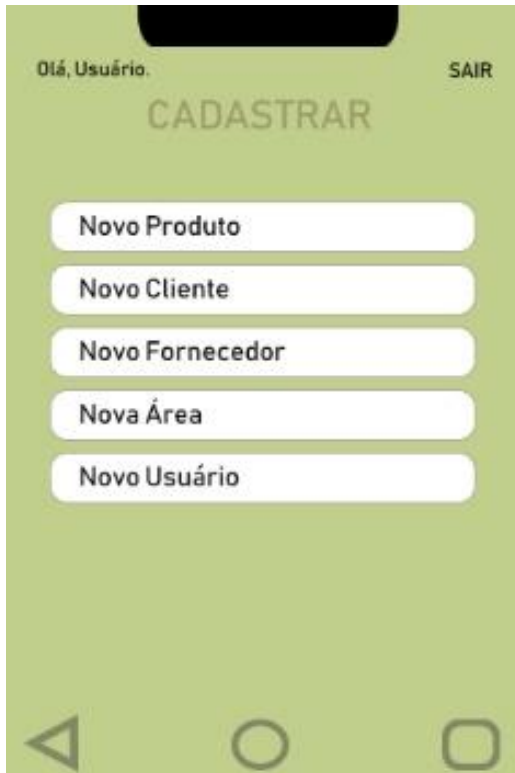 Olá, Usuário.
SAIR
CADASTRAR
Novo Produto
Novo Cliente
Novo Fornecedor
Nova Área
Novo Usuário